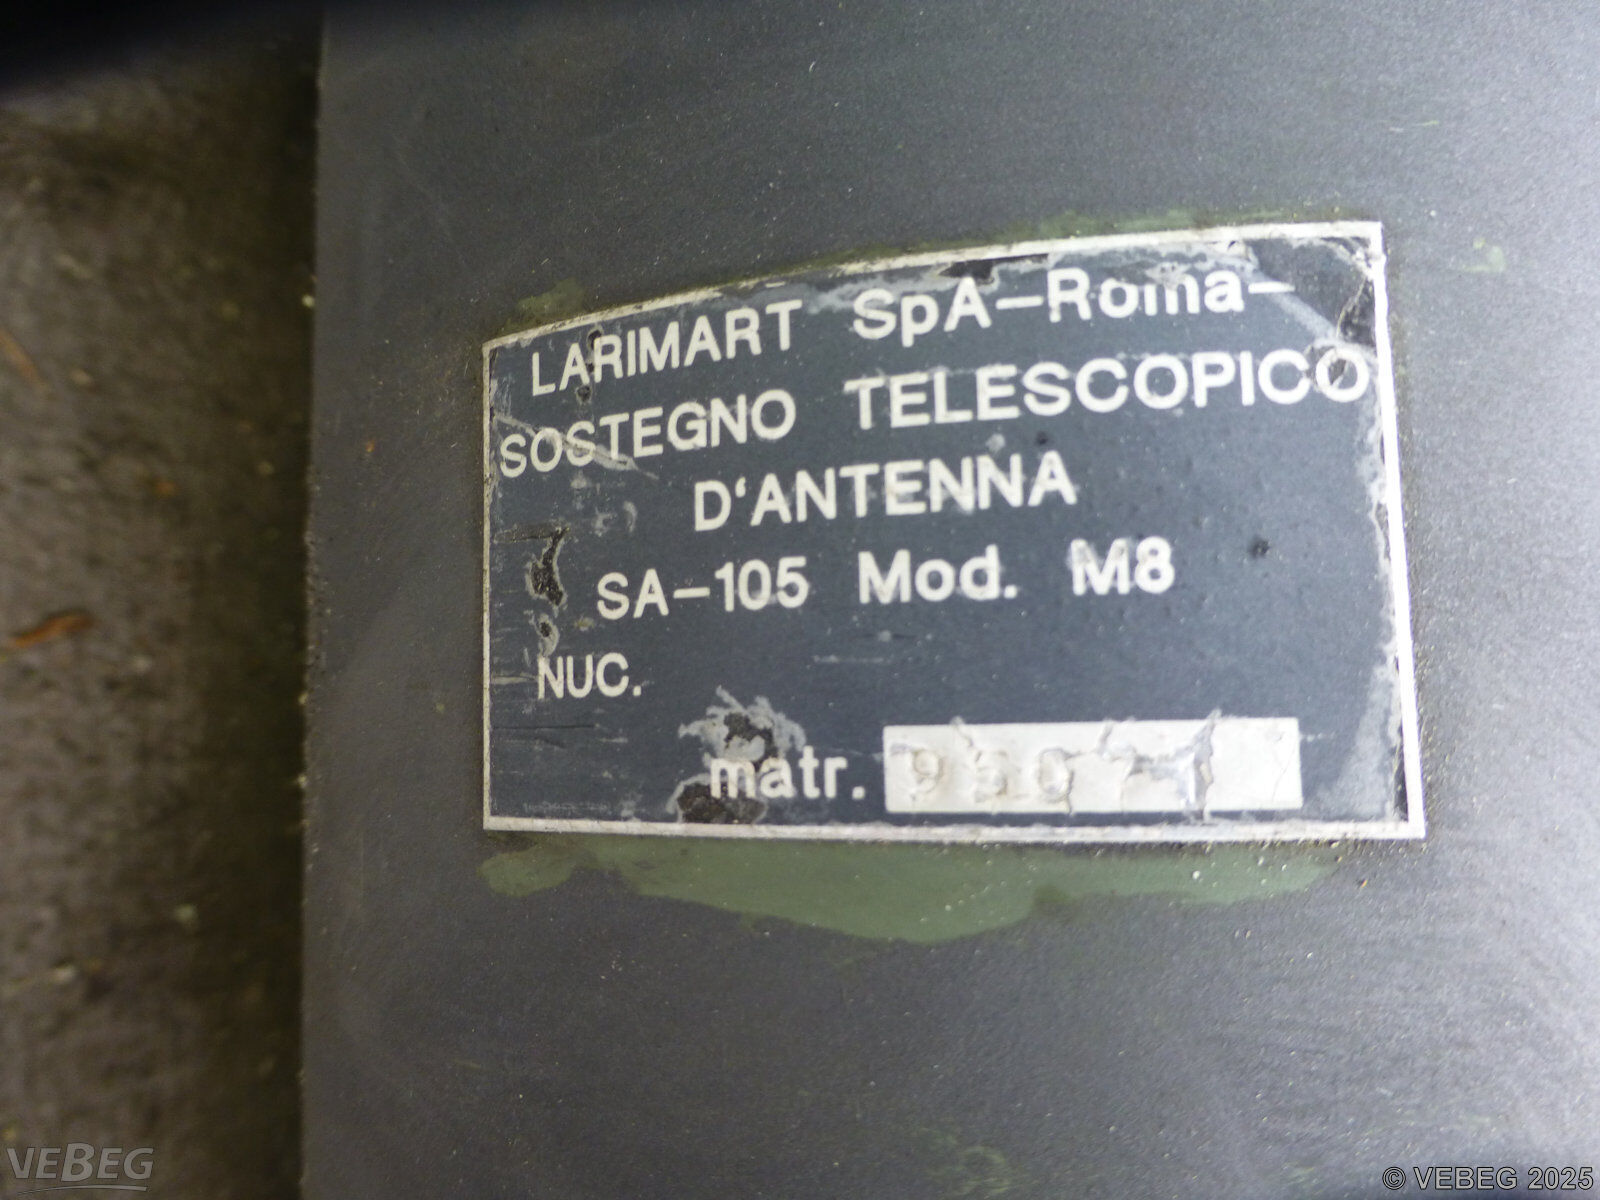 LARIMART SpA-Roma-
SOSTEGNO TELESCOPICO
D'ANTENNA
SA-105 Mod. M8
NUC.
matr.
VEBEG
© VEBEG 2025